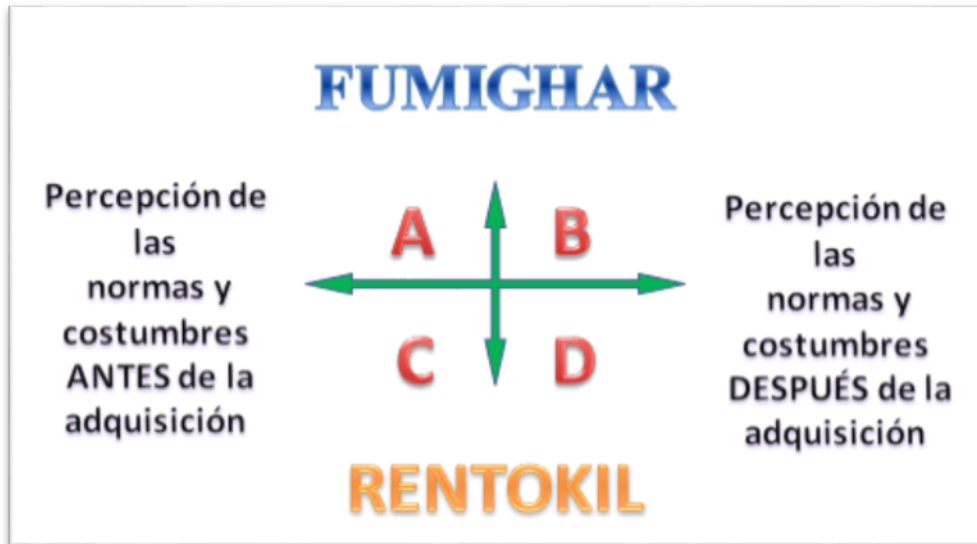 FUMIGHAR
Percepción de
las
normas y
costumbres
ANTES de la
adquisición
A
B
C
D
Percepción de
las
normas y
costumbres
DESPUÉS de la
adquisición
RENTOKIL